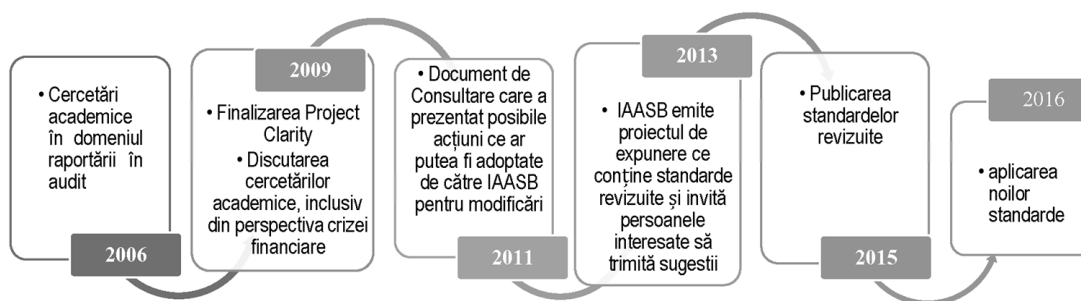 • Cercetări
academice
în domeniul
raportării în
audit
2006
2009
• Finalizarea Project
Clarity
• Discutarea
cercetărilor
academice, inclusiv
din perspectiva crizei
financiare
• Document de
Consultare care a
prezentat posibile
acțiuni ce ar
putea fi adoptate
de către IAASB
pentru modificări
2011
2013
• IAASB emite
proiectul de
expunere ce
conține standarde
revizuite și invită
persoanele
interesate să
trimită sugestii
• Publicarea
standardelor
revizuite
2015
2016
• aplicarea
noilor
standarde